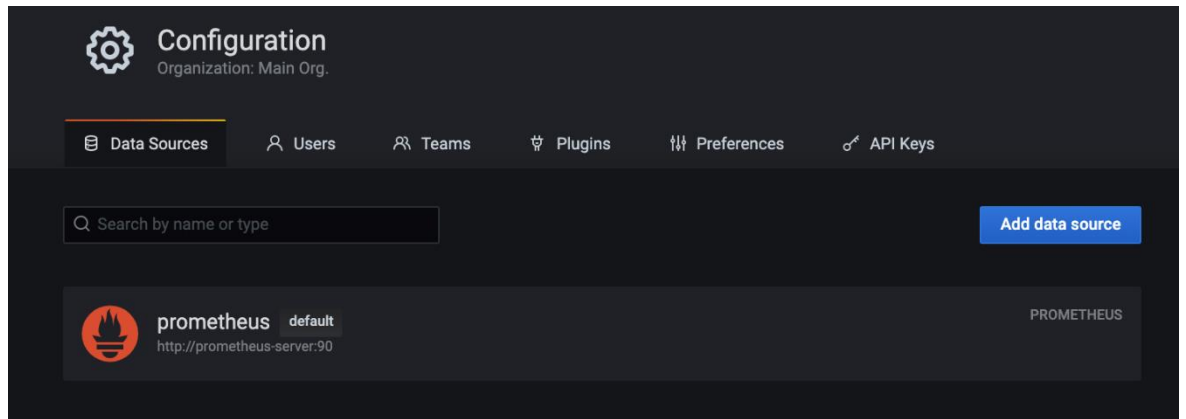 Configuration
Organization: Main Org.
Data Sources Users Teams Plugins Preferences API Keys
Search by name or type
Add data source
prometheus default
PROMETHEUS
http://prometheus-server:90